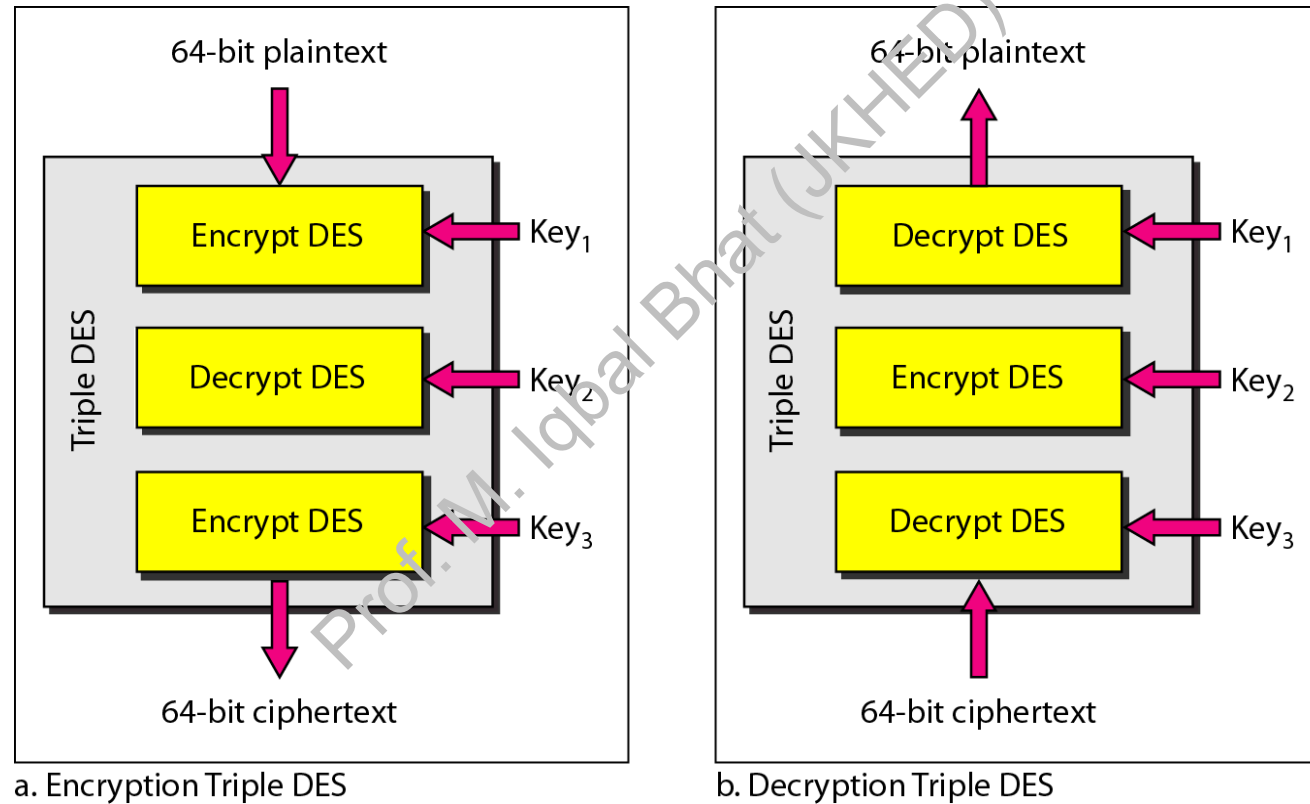 64-bit plaintext
Triple DES
Encrypt DES
Key1
Decrypt DES
Key2
Encrypt DES
Key3
64-bit ciphertext
a. Encryption Triple DES
64-bit plaintext
Triple DES
Decrypt DES
Key1
Encrypt DES
Key2
Decrypt DES
Key3
64-bit ciphertext
b. Decryption Triple DES
Prof. M. Iqbal Bhat (JKHED)